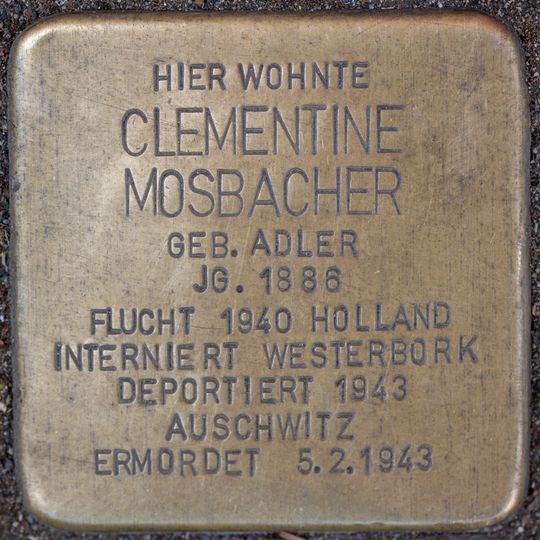 HIER WOHNTE
CLEMENTINE
MOSBACHER
GEB. ADLER
JG. 1886
FLUCHT 1940 HOLLAND
INTERNIERT WESTERBORK
DEPORTIERT 1943
AUSCHWITZ
ERMORDET 5.2.1943